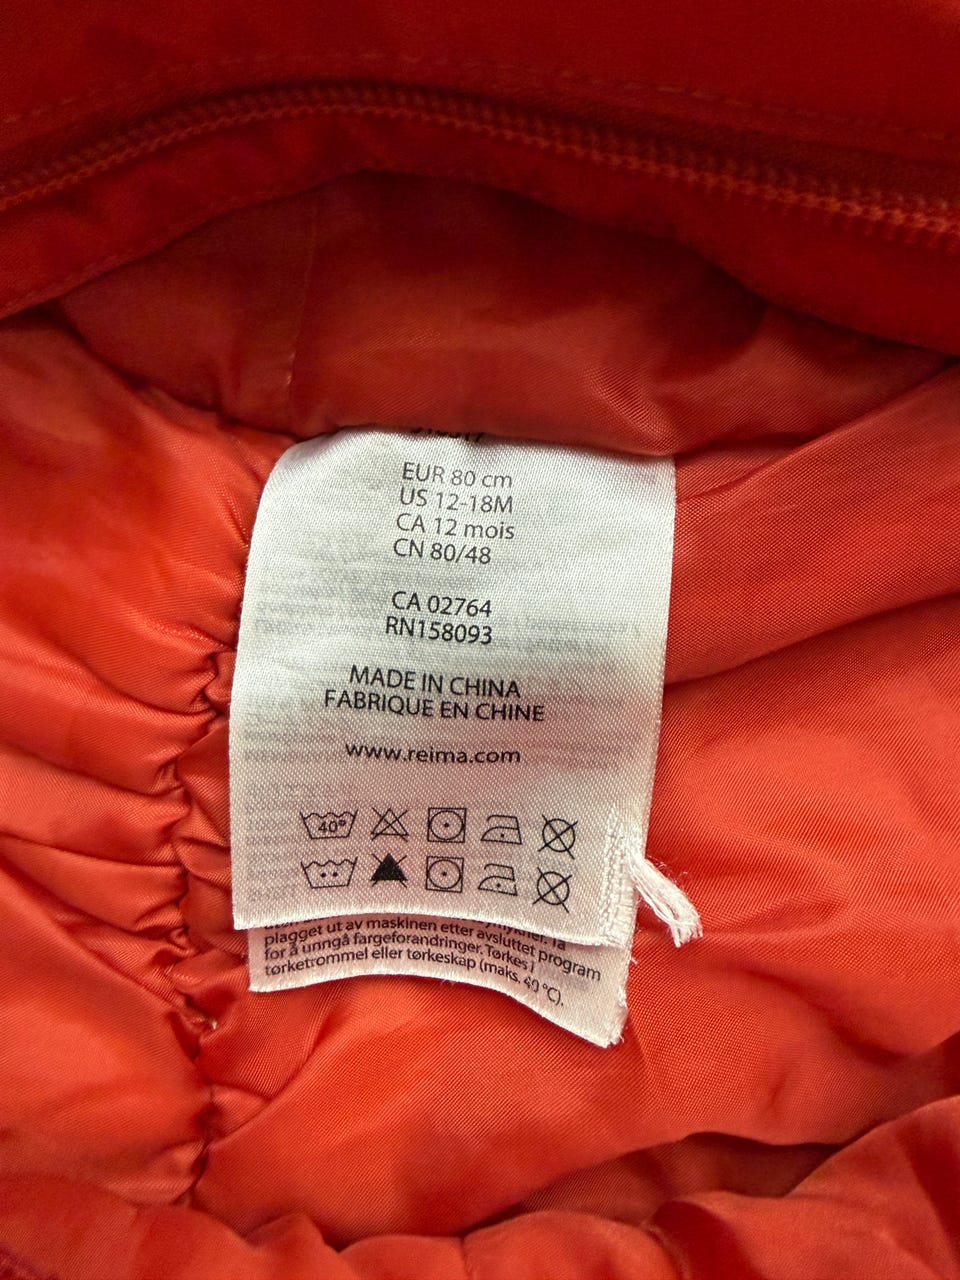 EUR 80 cm
US 12-18M
CA 12 mois
CN 80/48
CA 02764
RN158093
MADE IN CHINA
FABRIQUE EN CHINE
www.reima.com
40°
plagget ut av maskinen etter avsluttet program
for å unngå fargeforandringer. Tørkes i
tørketrommel eller tørkeskap (maks. 40 °C).